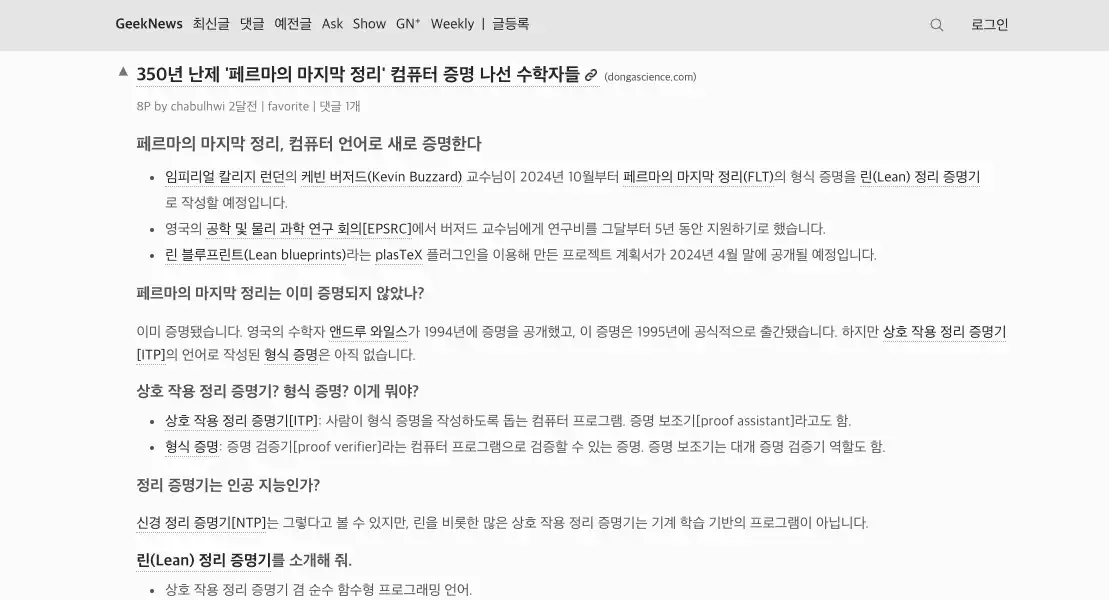 GeekNews 최신글 댓글 예전글 Ask Show GN⁺ Weekly | 글등록 로그인
▲ 350년 난제 '페르마의 마지막 정리' 컴퓨터 증명 나선 수학자들 (dongascience.com)
8P by chabulhwi 2달전 | favorite | 댓글 1개
페르마의 마지막 정리, 컴퓨터 언어로 새로 증명한다
• 임피리얼 칼리지 런던의 케빈 버저드(Kevin Buzzard) 교수님이 2024년 10월부터 페르마의 마지막 정리(FLT)의 형식 증명을 린(Lean) 정리 증명기
로 작성할 예정입니다.
• 영국의 공학 및 물리 과학 연구 회의[EPSRC]에서 버저드 교수님에게 연구비를 그달부터 5년 동안 지원하기로 했습니다.
• 린 블루프린트(Lean blueprints)라는 plasTeX 플러그인을 이용해 만든 프로젝트 계획서가 2024년 4월 말에 공개될 예정입니다.
페르마의 마지막 정리는 이미 증명되지 않았나?
이미 증명됐습니다. 영국의 수학자 앤드루 와일스가 1994년에 증명을 공개했고, 이 증명은 1995년에 공식적으로 출간됐습니다. 하지만 상호 작용 정리 증명기
[ITP]의 언어로 작성된 형식 증명은 아직 없습니다.
상호 작용 정리 증명기? 형식 증명? 이게 뭐야?
• 상호 작용 정리 증명기[ITP]: 사람이 형식 증명을 작성하도록 돕는 컴퓨터 프로그램. 증명 보조기[proof assistant]라고도 함.
• 형식 증명: 증명 검증기[proof verifier]라는 컴퓨터 프로그램으로 검증할 수 있는 증명. 증명 보조기는 대개 증명 검증기 역할도 함.
정리 증명기는 인공 지능인가?
신경 정리 증명기[NTP]는 그렇다고 볼 수 있지만, 린을 비롯한 많은 상호 작용 정리 증명기는 기계 학습 기반의 프로그램이 아닙니다.
린(Lean) 정리 증명기를 소개해 줘.
• 상호 작용 정리 증명기 겸 순수 함수형 프로그래밍 언어.